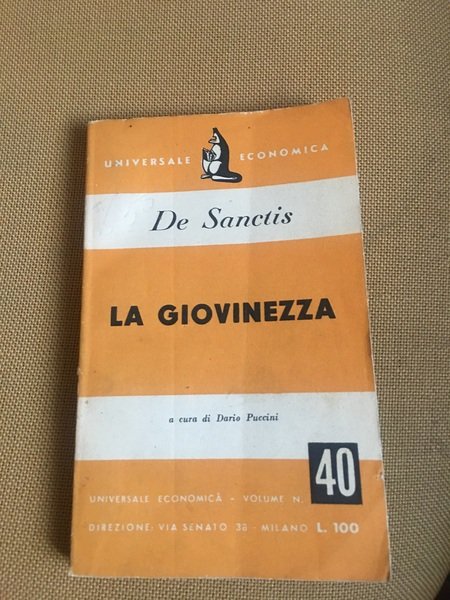 UNIVERSALE ECONOMICA
De Sanctis
LA GIOVINEZZA
a cura di Dario Puccini
40
UNIVERSALE ECONOMICA - VOLUME N.
DIREZIONE: VIA SENATO 38 - MILANO L. 100